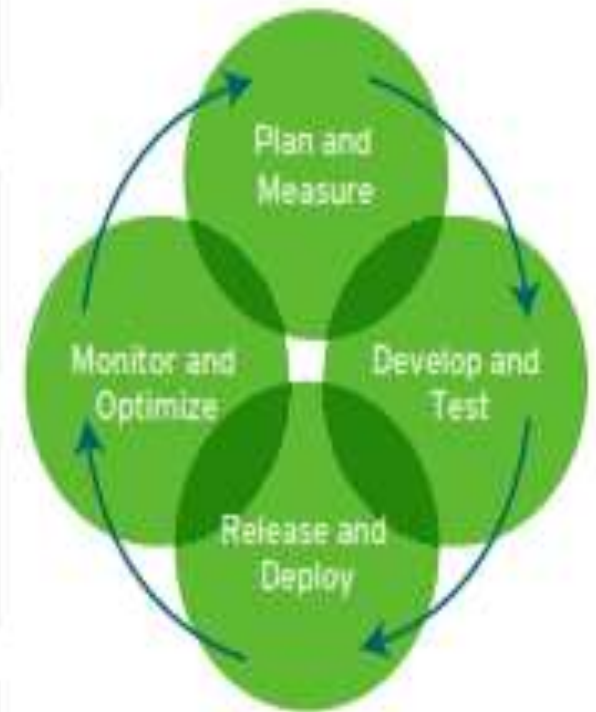 Plan and
Measure
Develop and
Test
Release and
Deploy
Monitor and
Optimize